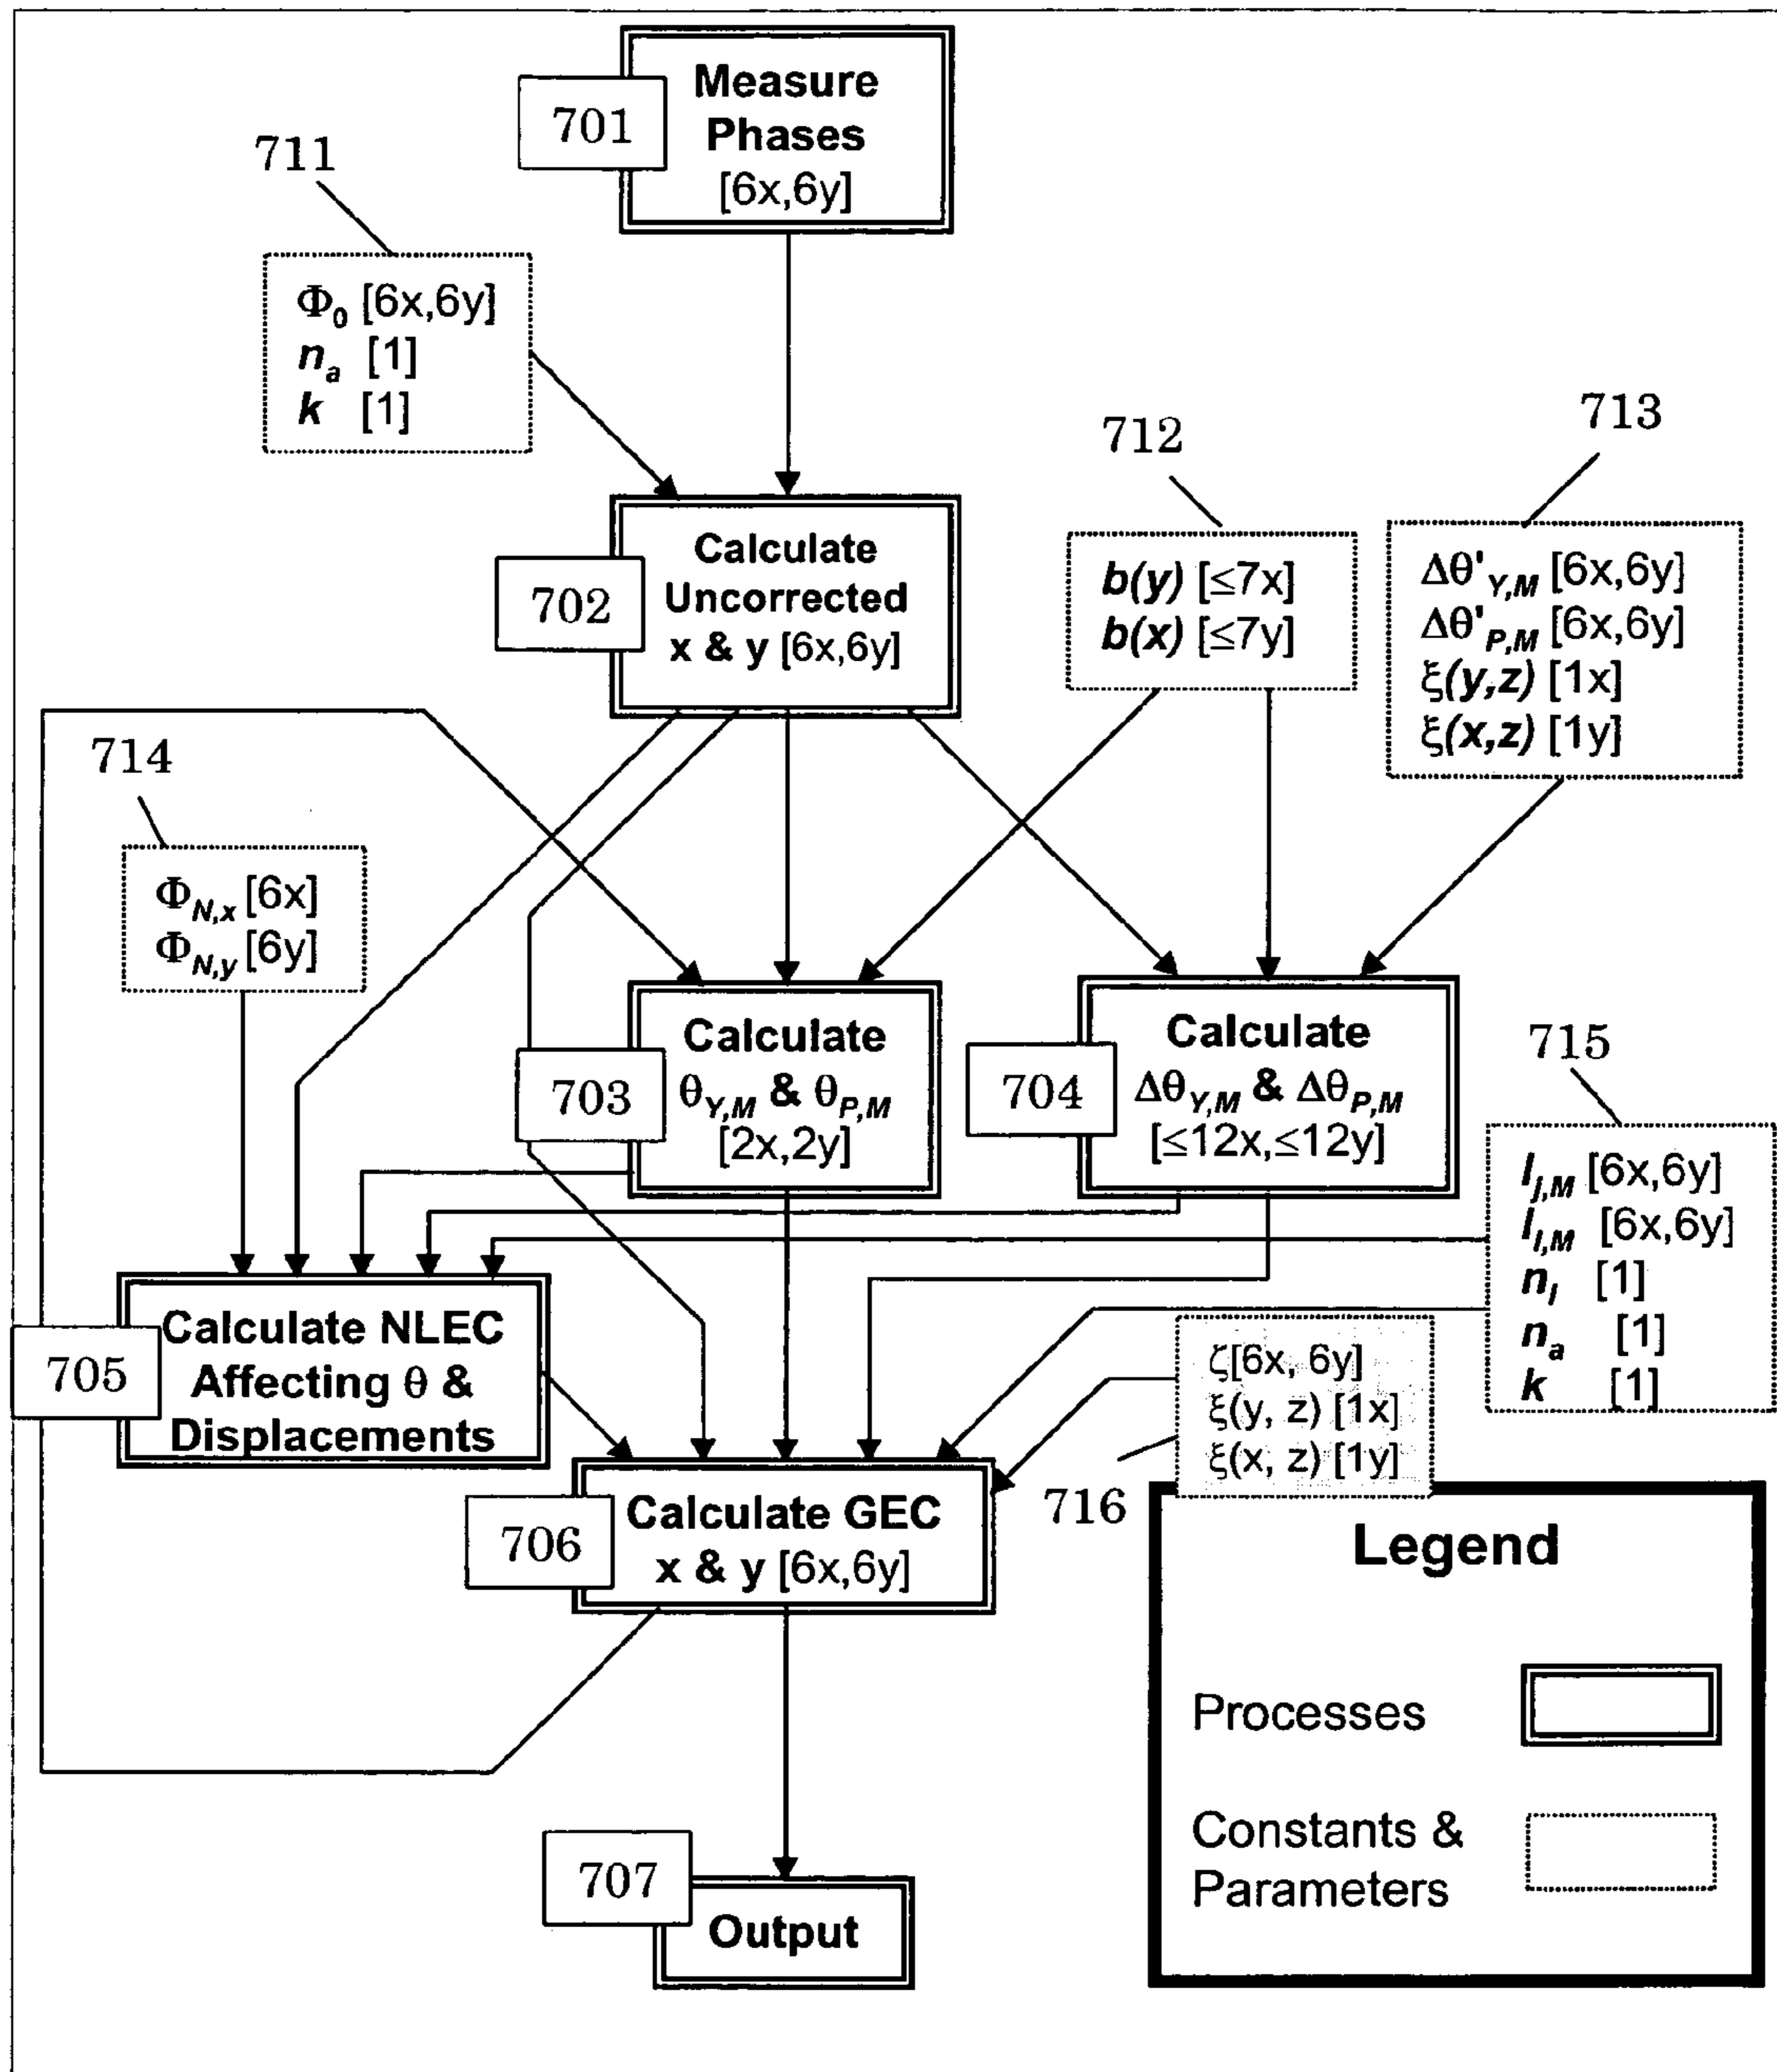 Measure
Phases
[6x,6y]
701
711
Φ0 [6x,6y]
na [1]
k [1]
712
713
Calculate
Uncorrected
x & y [6x,6y]
702
b(y) [≤7x]
b(x) [≤7y]
Δθ'Y,M [6x,6y]
Δθ'P,M [6x,6y]
ξ(y,z) [1x]
ξ(x,z) [1y]
714
ΦN,x [6x]
ΦN,y [6y]
Calculate
θY,M & θP,M
[2x,2y]
703
Calculate
ΔθY,M & ΔθP,M
[≤12x,≤12y]
704
715
lj,M [6x,6y]
lI,M [6x,6y]
nI [1]
na [1]
k [1]
Calculate NLEC
Affecting θ &
Displacements
705
ζ[6x, 6y]
ξ(y, z) [1x]
ξ(x, z) [1y]
716
Calculate GEC
x & y [6x,6y]
706
Legend
Processes
Constants &
Parameters
707
Output